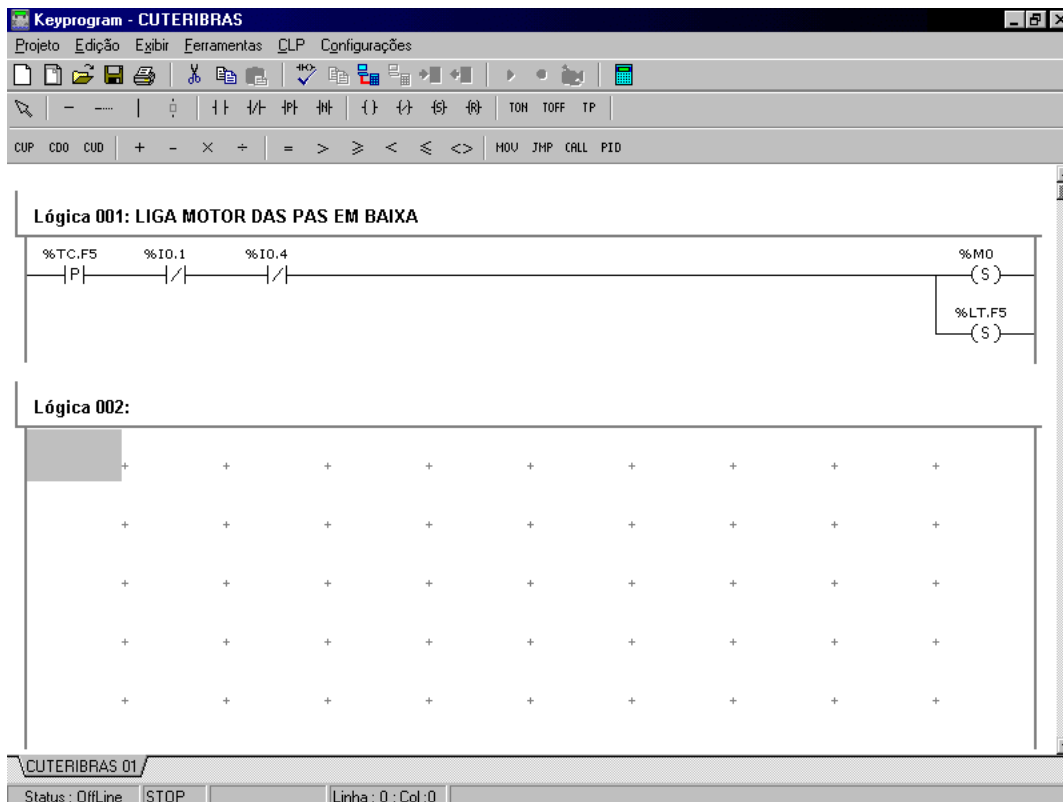 Keyprogram - CUTERIBRAS
Projeto Edição Exibir Ferramentas CLP Configurações
P N S R TON TOFF TP
CUP CDO CUD + - × ÷ = > ⩾ < ⩽ <> MOV JMP CALL PID
Lógica 001: LIGA MOTOR DAS PAS EM BAIXA
%TC.F5 %I0.1 %I0.4 %M0
P S
%LT.F5
S
Lógica 002:
CUTERIBRAS 01
Status : OffLine STOP Linha : 0 : Col :0